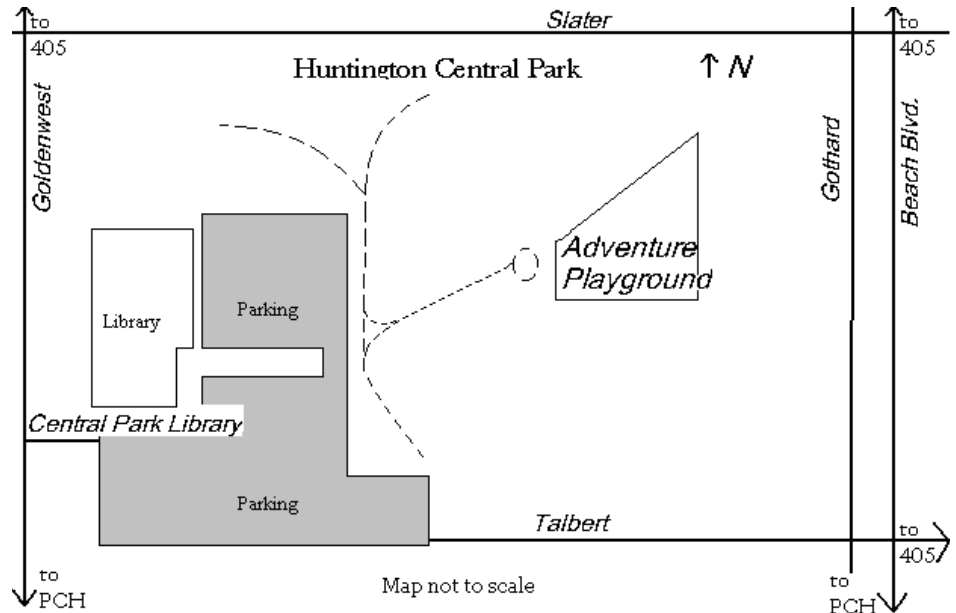 to
405
Slater
to
405
Huntington Central Park
↑ N
Goldenwest
Gothard
Beach Blvd.
Adventure
Playground
Parking
Library
Central Park Library
Parking
Talbert
to
405
to
PCH
Map not to scale
to
PCH